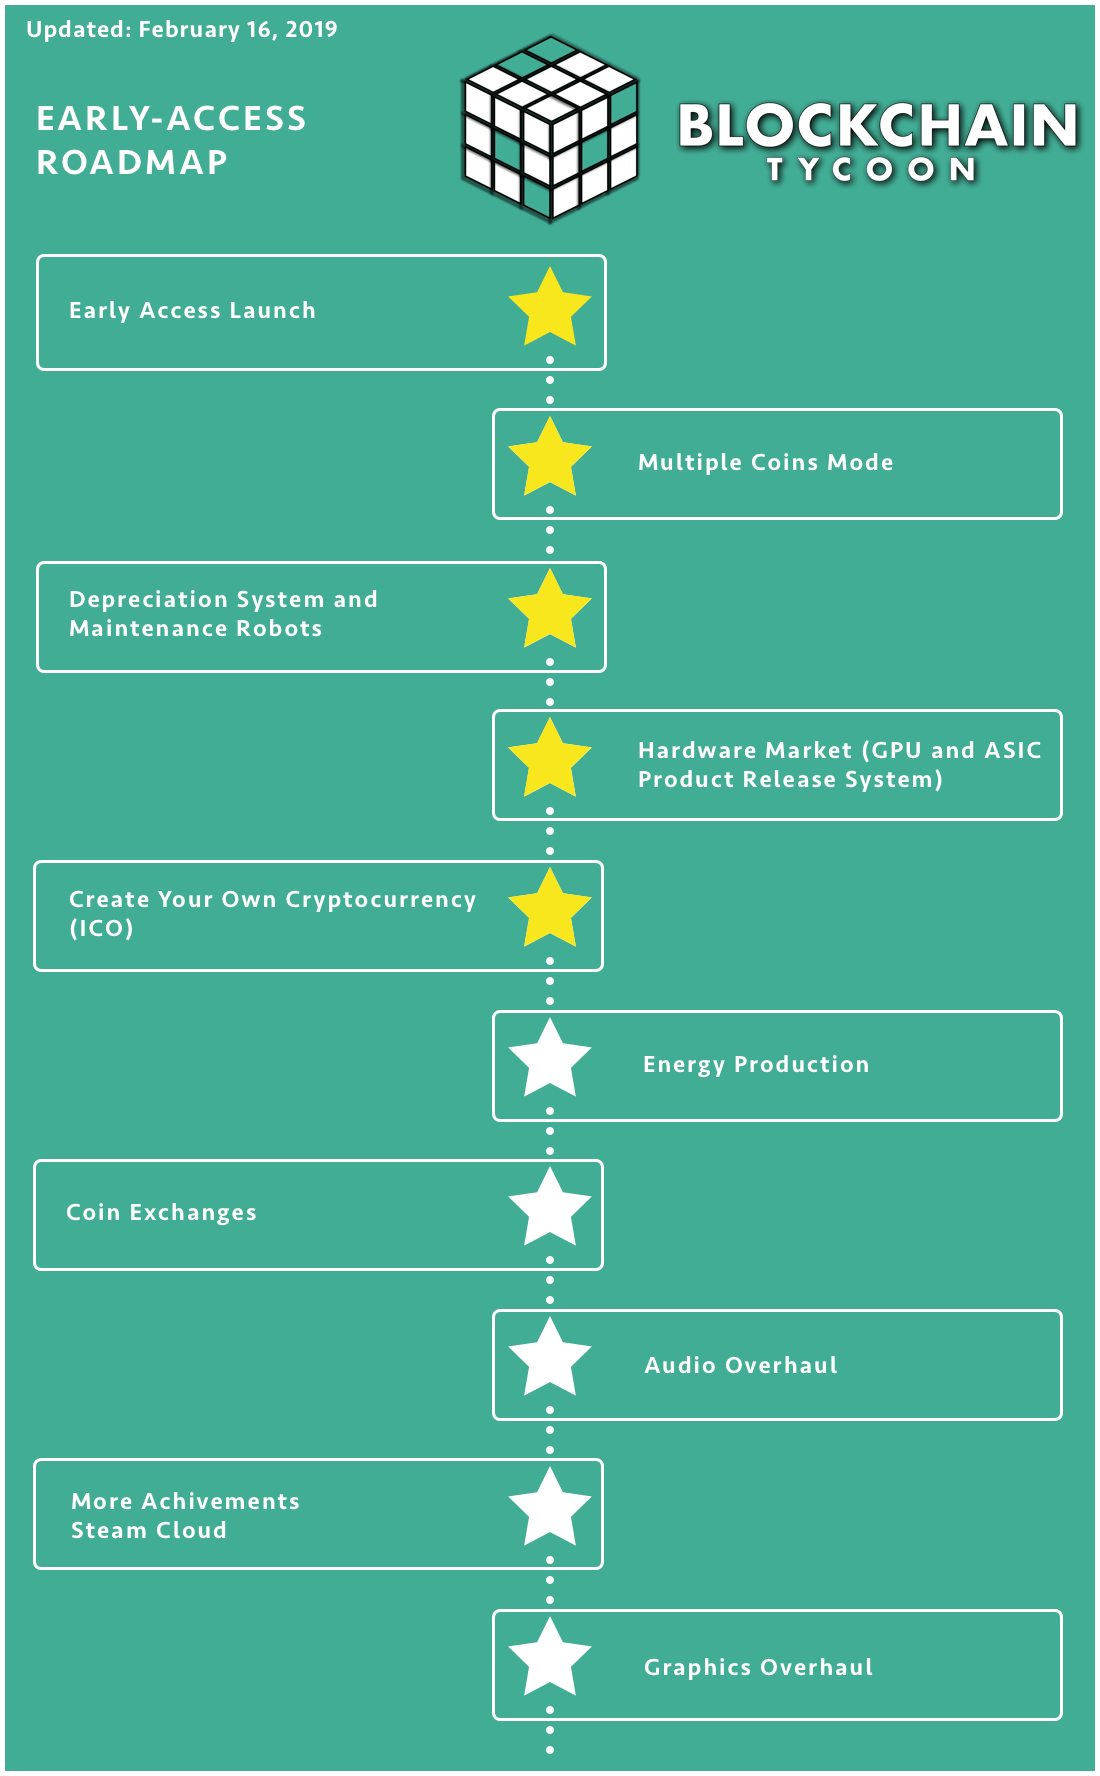 Updated: February 16, 2019
EARLY-ACCESS
ROADMAP
BLOCKCHAIN
TYCOON
Early Access Launch
Multiple Coins Mode
Depreciation System and
Maintenance Robots
Hardware Market (GPU and ASIC
Product Release System)
Create Your Own Cryptocurrency
(ICO)
Energy Production
Coin Exchanges
Audio Overhaul
More Achivements
Steam Cloud
Graphics Overhaul